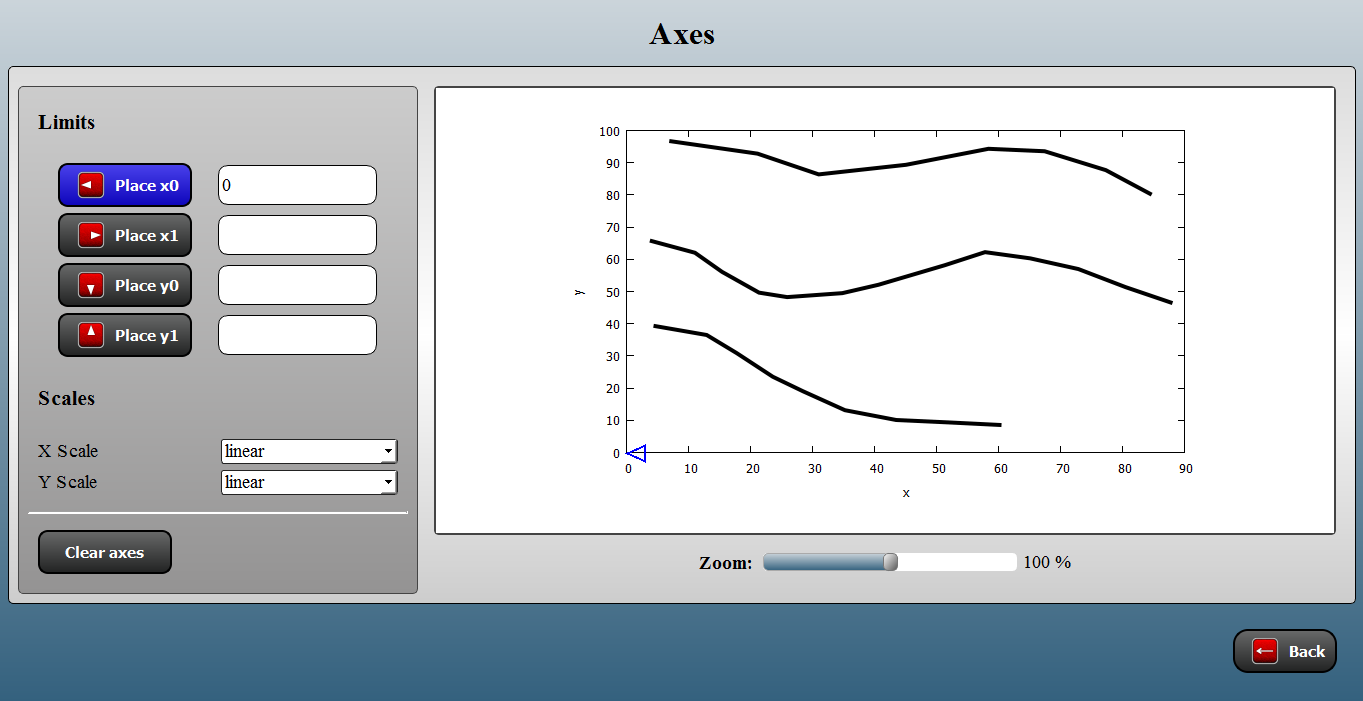 Axes
Limits
Place x0
0
Place x1
Place y0
Place y1
Scales
X Scale
linear
Y Scale
linear
Clear axes
100
90
80
70
60
50
40
30
20
10
0
y
0 10 20 30 40 50 60 70 80 90
x
Zoom:
100 %
Back